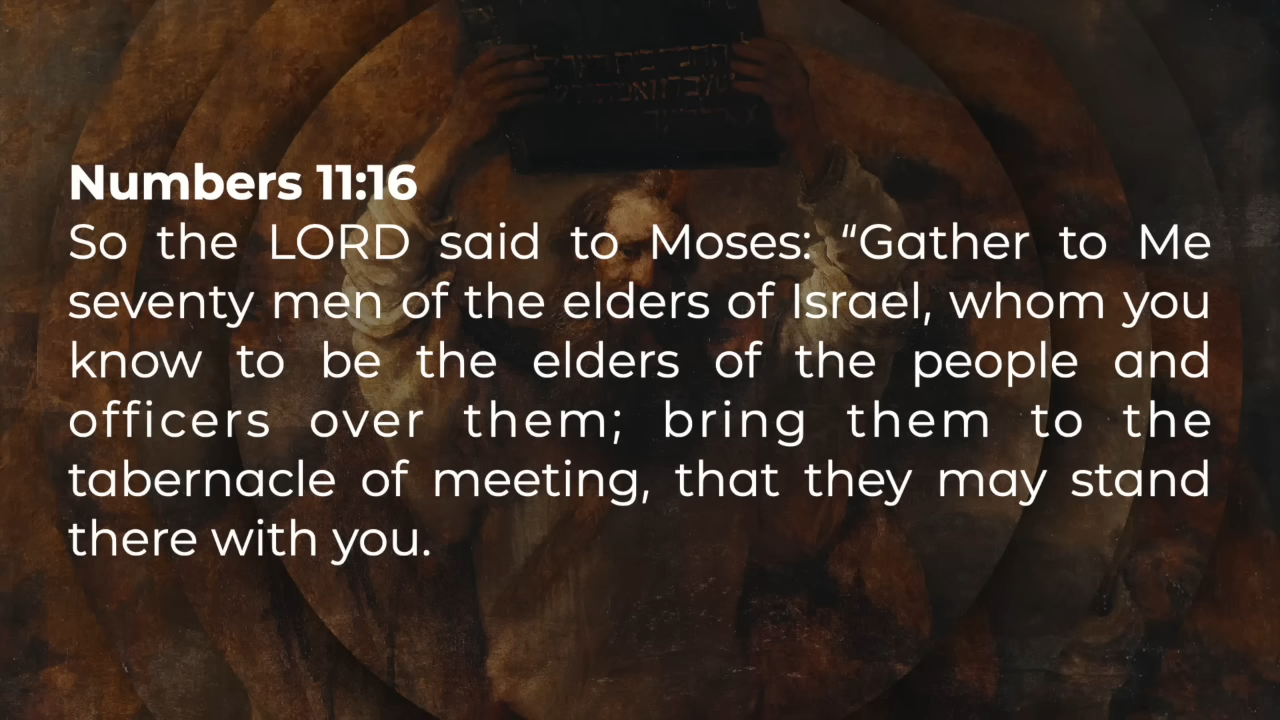 Numbers 11:16
So the LORD said to Moses: “Gather to Me
seventy men of the elders of Israel, whom you
know to be the elders of the people and
officers over them; bring them to the
tabernacle of meeting, that they may stand
there with you.